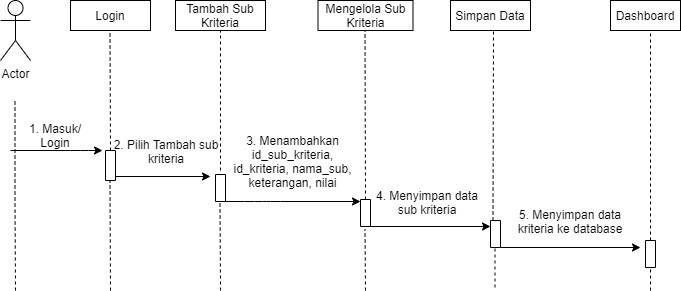 Login
Tambah Sub
Kriteria
Mengelola Sub
Kriteria
Simpan Data
Dashboard
Actor
1. Masuk/
Login
2. Pilih Tambah sub
kriteria
3. Menambahkan
id_sub_kriteria,
id_kriteria, nama_sub,
keterangan, nilai
4. Menyimpan data
sub kriteria
5. Menyimpan data
kriteria ke database